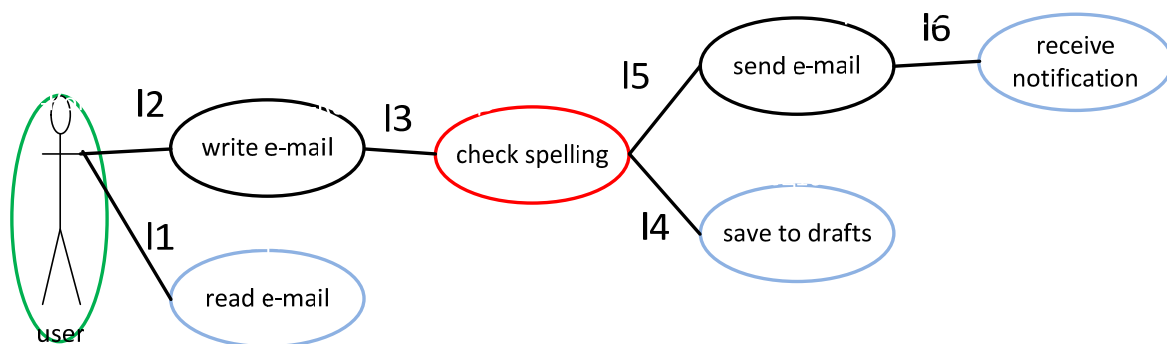 l6
receive
notification
send e-mail
l5
l2
l3
write e-mail
check spelling
l1
l4
save to drafts
read e-mail
user